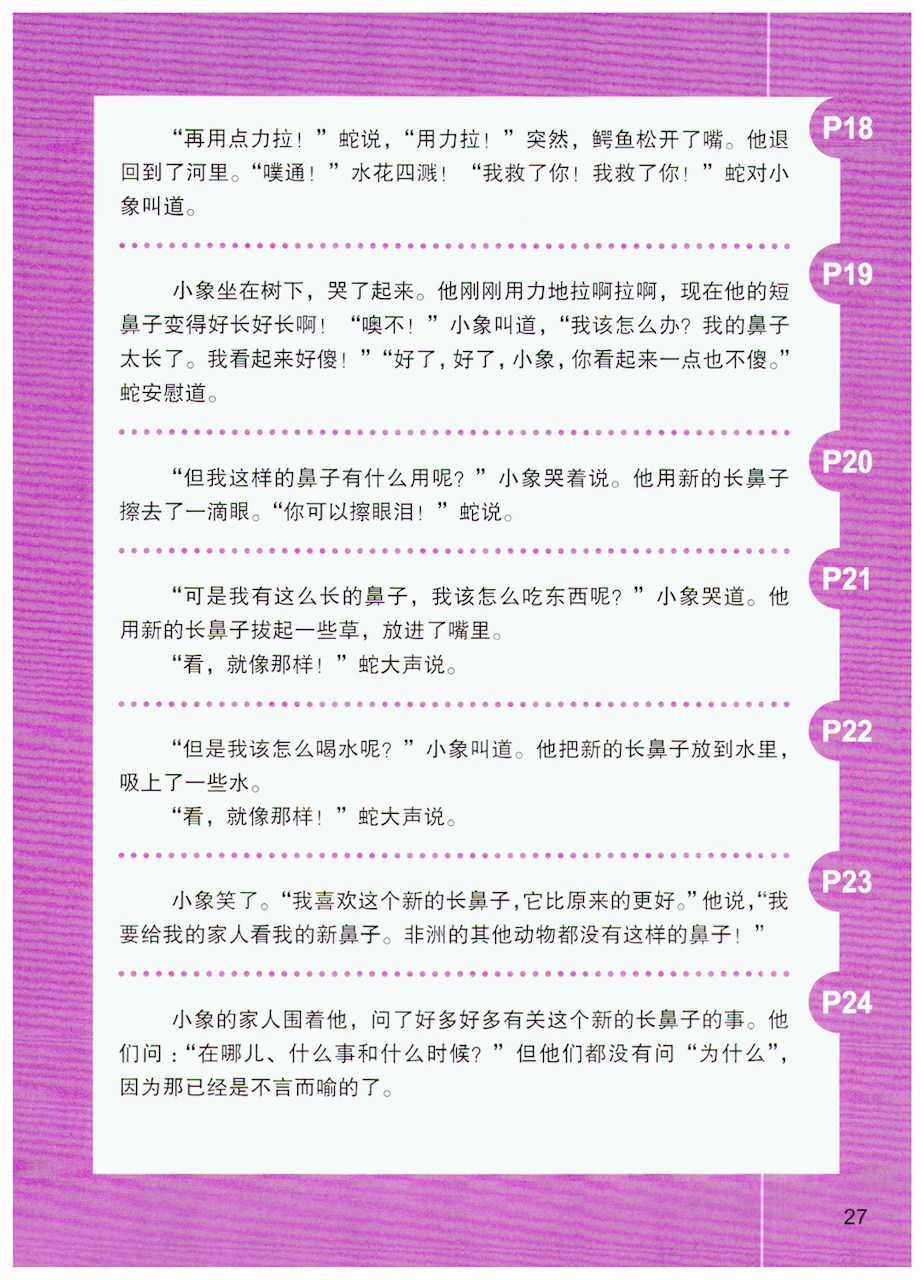 P18
“再用点力拉！”蛇说，“用力拉！”突然，鳄鱼松开了嘴。他退
回到了河里。“噗通！”水花四溅！“我救了你！我救了你！”蛇对小
象叫道。
P19
小象坐在树下，哭了起来。他刚刚用力地拉啊拉啊，现在他的短
鼻子变得好长好长啊！“噢不！”小象叫道，“我该怎么办？我的鼻子
太长了。我看起来好傻！”“好了，好了，小象，你看起来一点也不傻。”
蛇安慰道。
P20
“但我这样的鼻子有什么用呢？”小象哭着说。他用新的长鼻子
擦去了一滴眼。“你可以擦眼泪！”蛇说。
P21
“可是我有这么长的鼻子，我该怎么吃东西呢？”小象哭道。他
用新的长鼻子拔起一些草，放进了嘴里。
“看，就像那样！”蛇大声说。
P22
“但是我该怎么喝水呢？”小象叫道。他把新的长鼻子放到水里，
吸上了一些水。
“看，就像那样！”蛇大声说。
P23
小象笑了。“我喜欢这个新的长鼻子，它比原来的更好。”他说，“我
要给我的家人看我的新鼻子。非洲的其他动物都没有这样的鼻子！”
P24
小象的家人围着他，问了好多好多有关这个新的长鼻子的事。他
们问：“在哪儿、什么事和什么时候？”但他们都没有问“为什么”，
因为那已经是不言而喻的了。
27